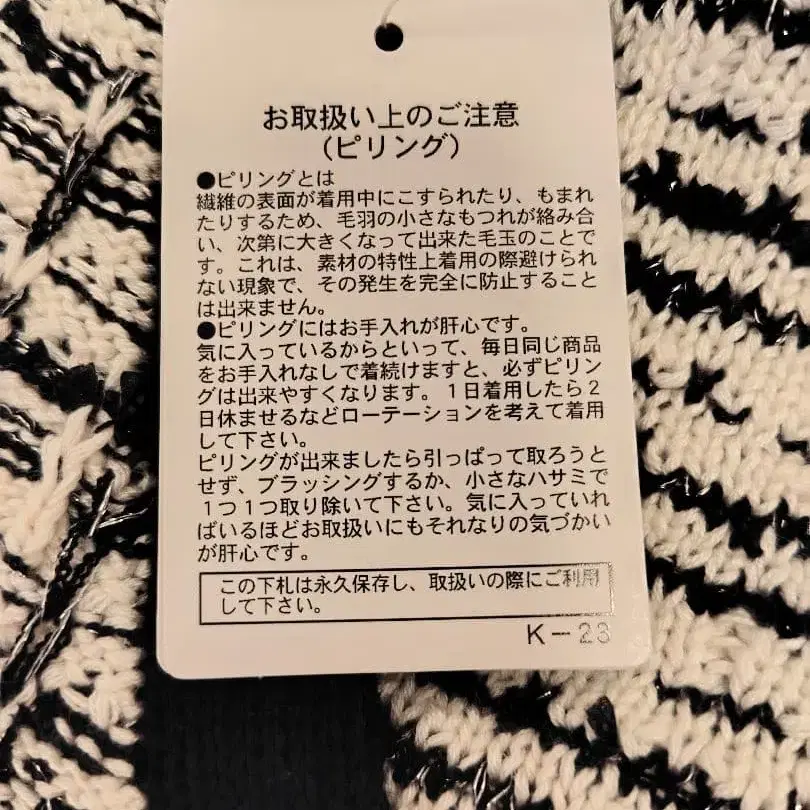 お取扱い上のご注意
(ピリング)
●ピリングとは
繊維の表面が着用中にこすられたり、もまれ
たりするため、毛羽の小さなもつれが絡み合
い、次第に大きくなって出来た毛玉のことで
す。これは、素材の特性上着用の際避けられ
ない現象で、その発生を完全に防止すること
は出来ません。
●ピリングにはお手入れが肝心です。
気に入っているからといって、毎日同じ商品
をお手入れなしで着続けますと、必ずピリン
グは出来やすくなります。1日着用したら2
日休ませるなどローテーションを考えて着用
して下さい。
ピリングが出来ましたら引っぱって取ろうと
せず、ブラッシングするか、小さなハサミで
1つ1つ取り除いて下さい。気に入っていれ
ばいるほどお取扱いにもそれなりの気づかい
が肝心です。
この下札は永久保存し、取扱いの際にご利用
して下さい。
K-23